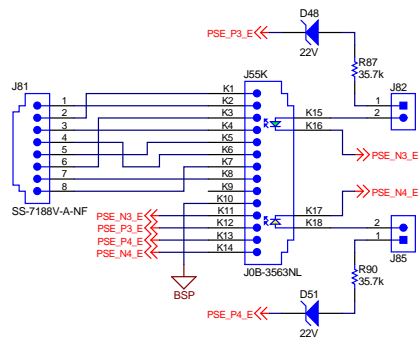 D48
PSE_P3_E
22V
R87
35.7k
J81
J55K
J82
1
2
3
4
5
6
7
8
K1
K2
K3
K4
K5
K6
K7
K8
K9
K10
K11
K12
K13
K14
K15
K16
1
2
PSE_N3_E
SS-7188V-A-NF
PSE_N3_E
PSE_P3_E
PSE_P4_E
PSE_N4_E
K17
K18
PSE_N4_E
2
1
J0B-3563NL
J85
BSP
R90
35.7k
D51
PSE_P4_E
22V